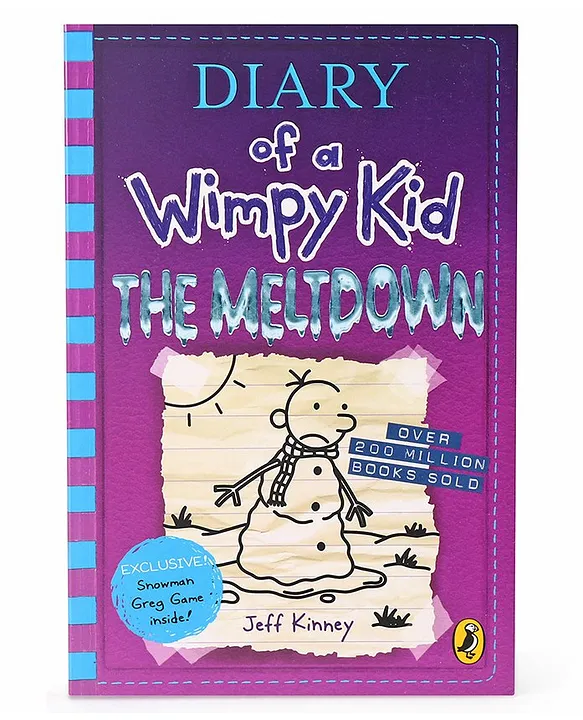 DIARY
of a
Wimpy Kid
THE MELTDOWN
OVER
200 MILLION
BOOKS SOLD
EXCLUSIVE!
Snowman
Greg Game
inside!
Jeff Kinney